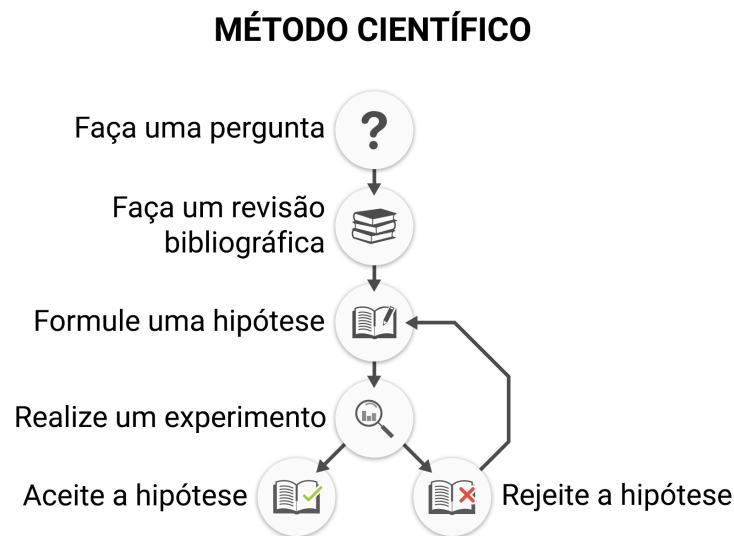 MÉTODO CIENTÍFICO
?
Faça uma pergunta
Faça um revisão
bibliográfica
Formule uma hipótese
Realize um experimento
Aceite a hipótese
Rejeite a hipótese